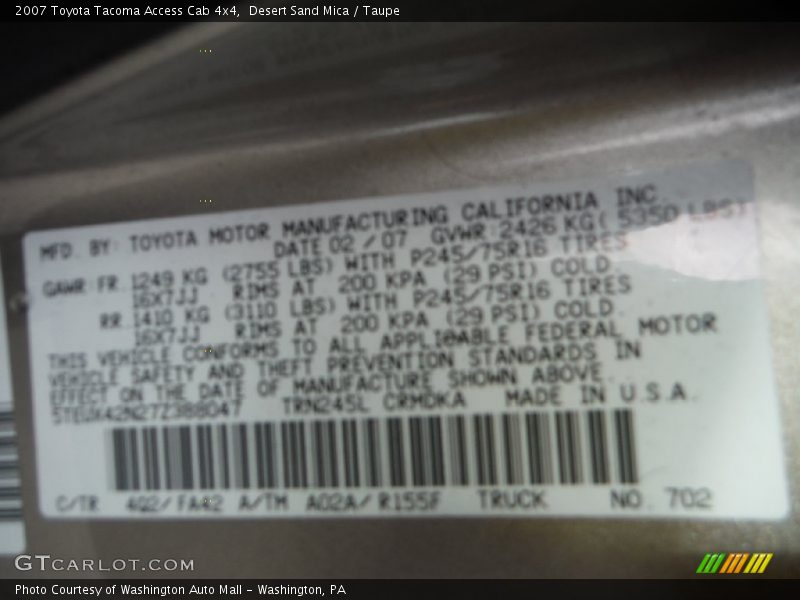 2007 Toyota Tacoma Access Cab 4x4, Desert Sand Mica / Taupe
MFD. BY: TOYOTA MOTOR MANUFACTURING CALIFORNIA INC.
DATE 02 / 07 GVWR: 2426 KG ( 5350 LBS)
GAWR: FR. 1249 KG (2755 LBS) WITH P245/75R16 TIRES
16X7JJ RIMS AT 200 KPA (29 PSI) COLD
RR. 1410 KG (3110 LBS) WITH P245/75R16 TIRES
16X7JJ RIMS AT 200 KPA (29 PSI) COLD
THIS VEHICLE CONFORMS TO ALL APPLICABLE FEDERAL MOTOR
VEHICLE SAFETY AND THEFT PREVENTION STANDARDS IN
EFFECT ON THE DATE OF MANUFACTURE SHOWN ABOVE.
TRN245L CRMDKA MADE IN U.S.A.
C/TR 4Q2/FA42 A/TM A02A/R155F TRUCK NO. 702
GTCARLOT.COM
Photo Courtesy of Washington Auto Mall - Washington, PA